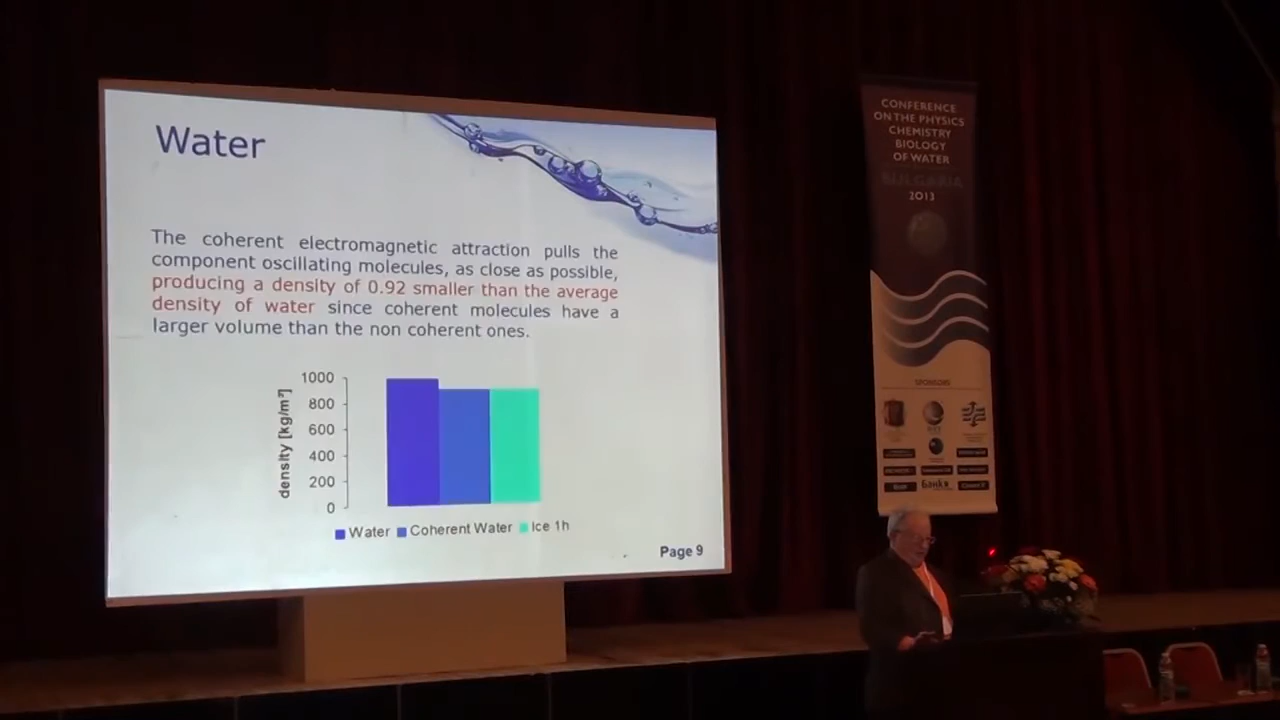 Water
The coherent electromagnetic attraction pulls the
component oscillating molecules, as close as possible,
producing a density of 0.92 smaller than the average
density of water since coherent molecules have a
larger volume than the non coherent ones.
density [kg/m³]
1000
800
600
400
200
0
Water Coherent Water Ice 1h
Page 9
CONFERENCE
ON THE PHYSICS
CHEMISTRY
BIOLOGY
OF WATER
BULGARIA
2013
SPONSORS
Банкя